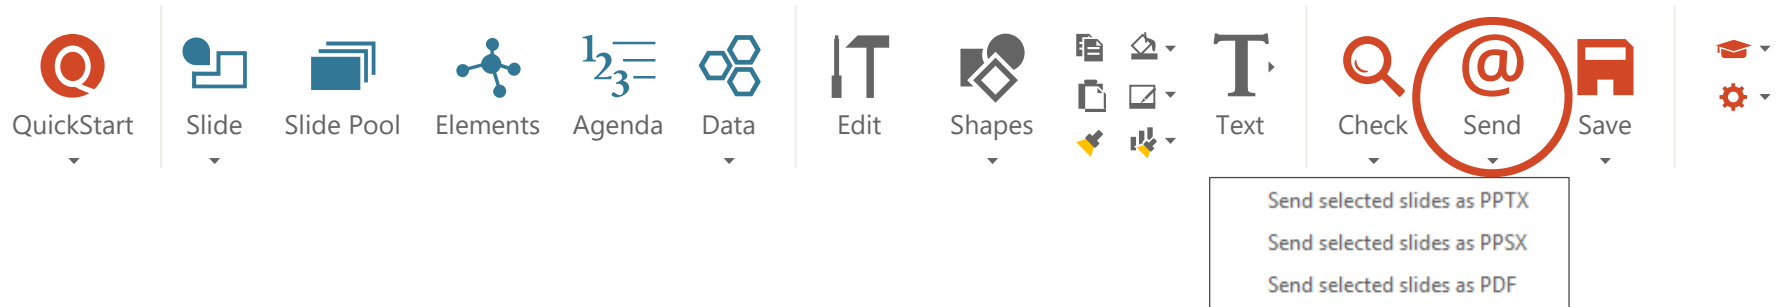 QuickStart
Slide
Slide Pool
Elements
Agenda
Data
Edit
Shapes
Text
Check
Send
Save
Send selected slides as PPTX
Send selected slides as PPSX
Send selected slides as PDF